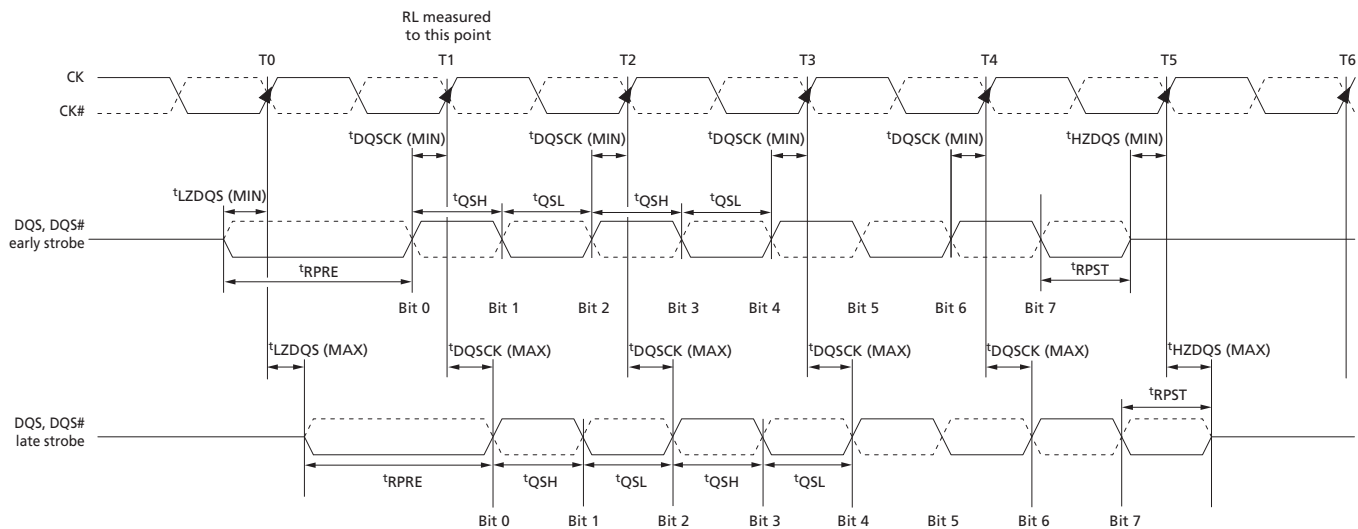 RL measured
to this point
T0 T1 T2 T3 T4 T5 T6
CK
CK#
tDQSCK (MIN) tDQSCK (MIN) tDQSCK (MIN) tDQSCK (MIN) tHZDQS (MIN)
tLZDQS (MIN)
tQSH tQSL tQSH tQSL
DQS, DQS#
early strobe
tRPRE tRPST
Bit 0 Bit 1 Bit 2 Bit 3 Bit 4 Bit 5 Bit 6 Bit 7
tLZDQS (MAX) tDQSCK (MAX) tDQSCK (MAX) tDQSCK (MAX) tDQSCK (MAX) tHZDQS (MAX)
tRPST
DQS, DQS#
late strobe
tRPRE tQSH tQSL tQSH tQSL
Bit 0 Bit 1 Bit 2 Bit 3 Bit 4 Bit 5 Bit 6 Bit 7